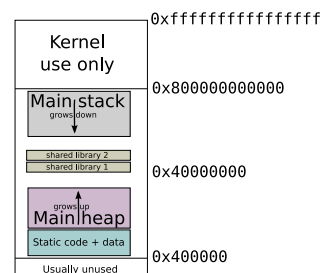 0xffffffffffffffff
Kernel
use only
0x800000000000
Main stack
grows down
shared library 2
shared library 1
0x40000000
grows up
Main heap
Static code + data
0x400000
Usually unused